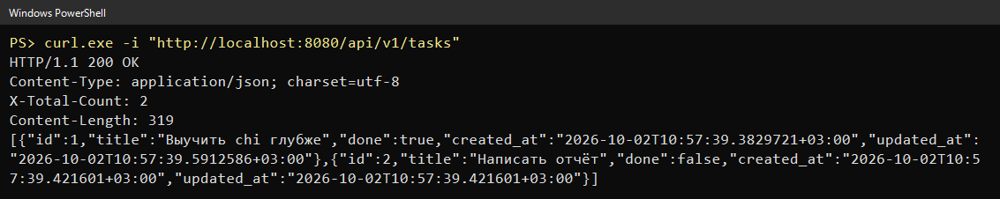 Windows PowerShell
PS> curl.exe -i "http://localhost:8080/api/v1/tasks"
HTTP/1.1 200 OK
Content-Type: application/json; charset=utf-8
X-Total-Count: 2
Content-Length: 319
[{"id":1,"title":"Выучить chi глубже","done":true,"created_at":"2026-10-02T10:57:39.3829721+03:00","updated_at":
"2026-10-02T10:57:39.5912586+03:00"},{"id":2,"title":"Написать отчёт","done":false,"created_at":"2026-10-02T10:5
7:39.421601+03:00","updated_at":"2026-10-02T10:57:39.421601+03:00"}]